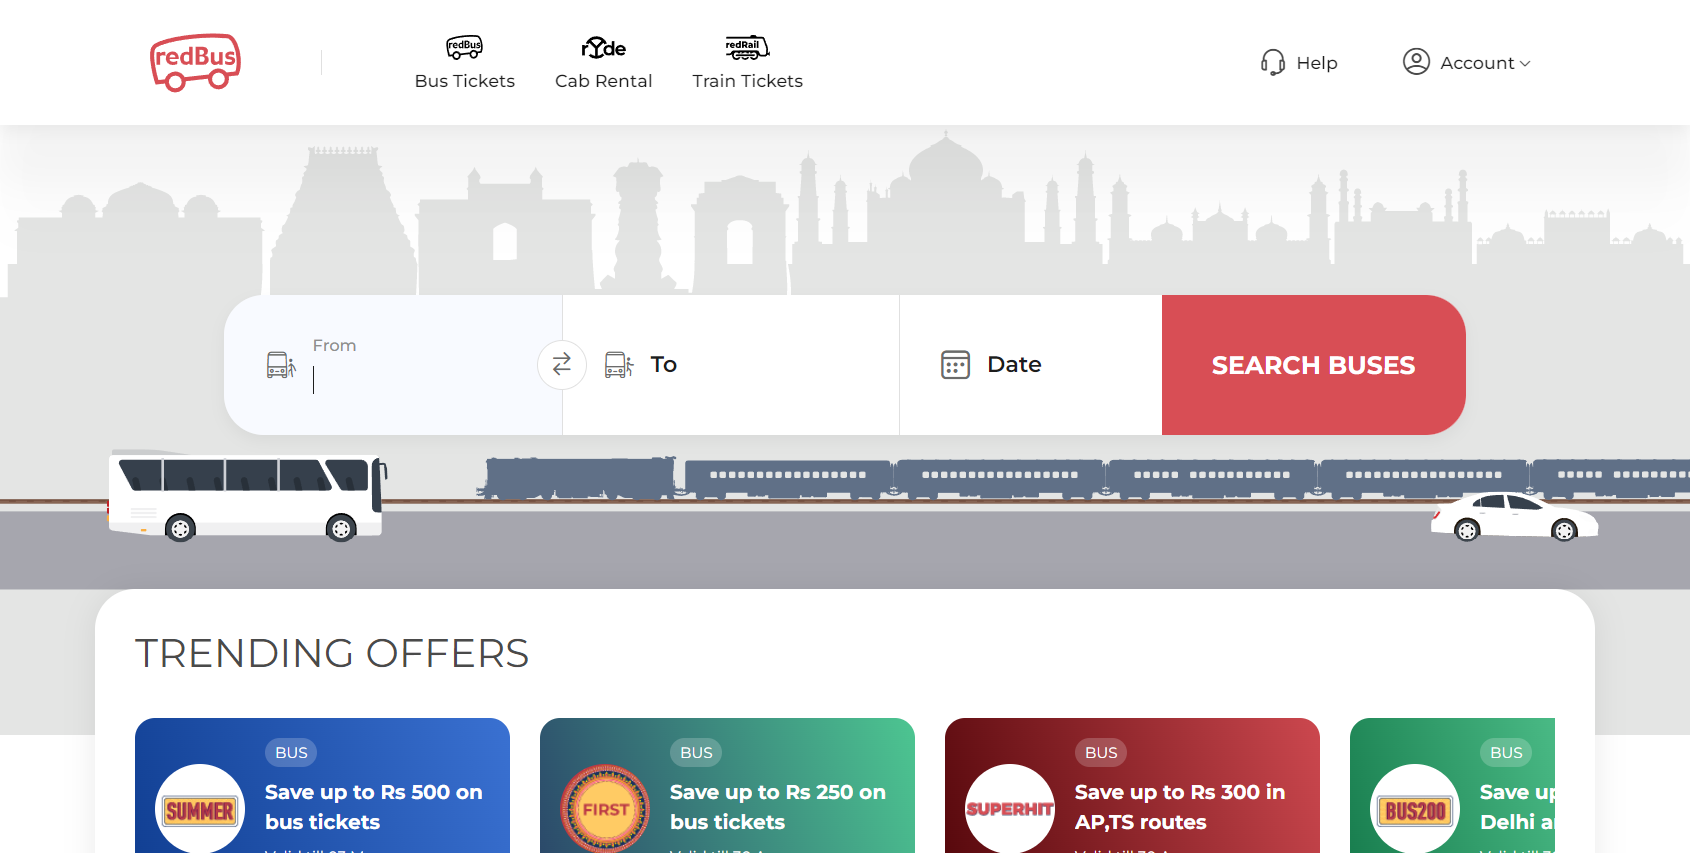 redBus
redBus
Bus Tickets
rYde
Cab Rental
redRail
Train Tickets
Help
Account
From
To
Date
SEARCH BUSES
TRENDING OFFERS
BUS
SUMMER
Save up to Rs 500 on
bus tickets
BUS
FIRST
Save up to Rs 250 on
bus tickets
BUS
SUPERHIT
Save up to Rs 300 in
AP,TS routes
BUS
BUS200
Save up
Delhi